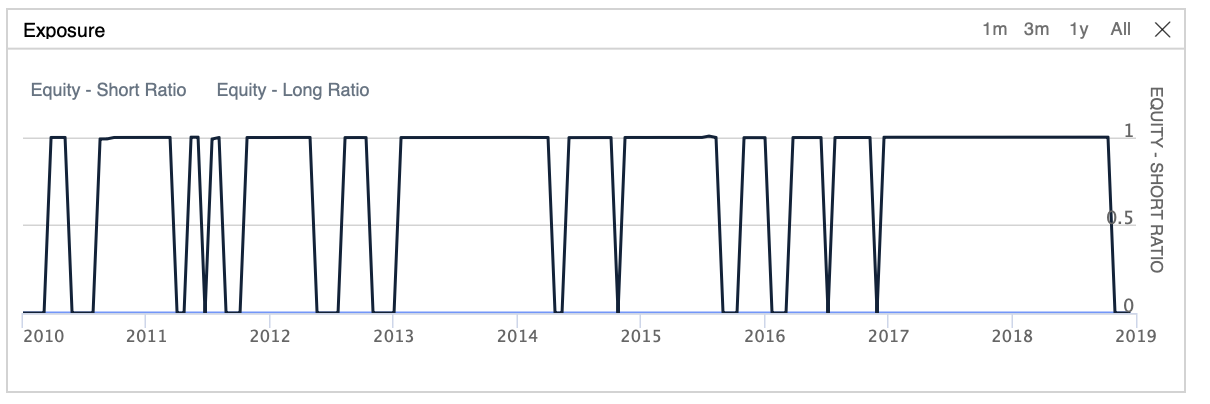 Exposure 1m 3m 1y All
Equity - Short Ratio Equity - Long Ratio
EQUITY - SHORT RATIO
1
0.5
0
2010 2011 2012 2013 2014 2015 2016 2017 2018 2019